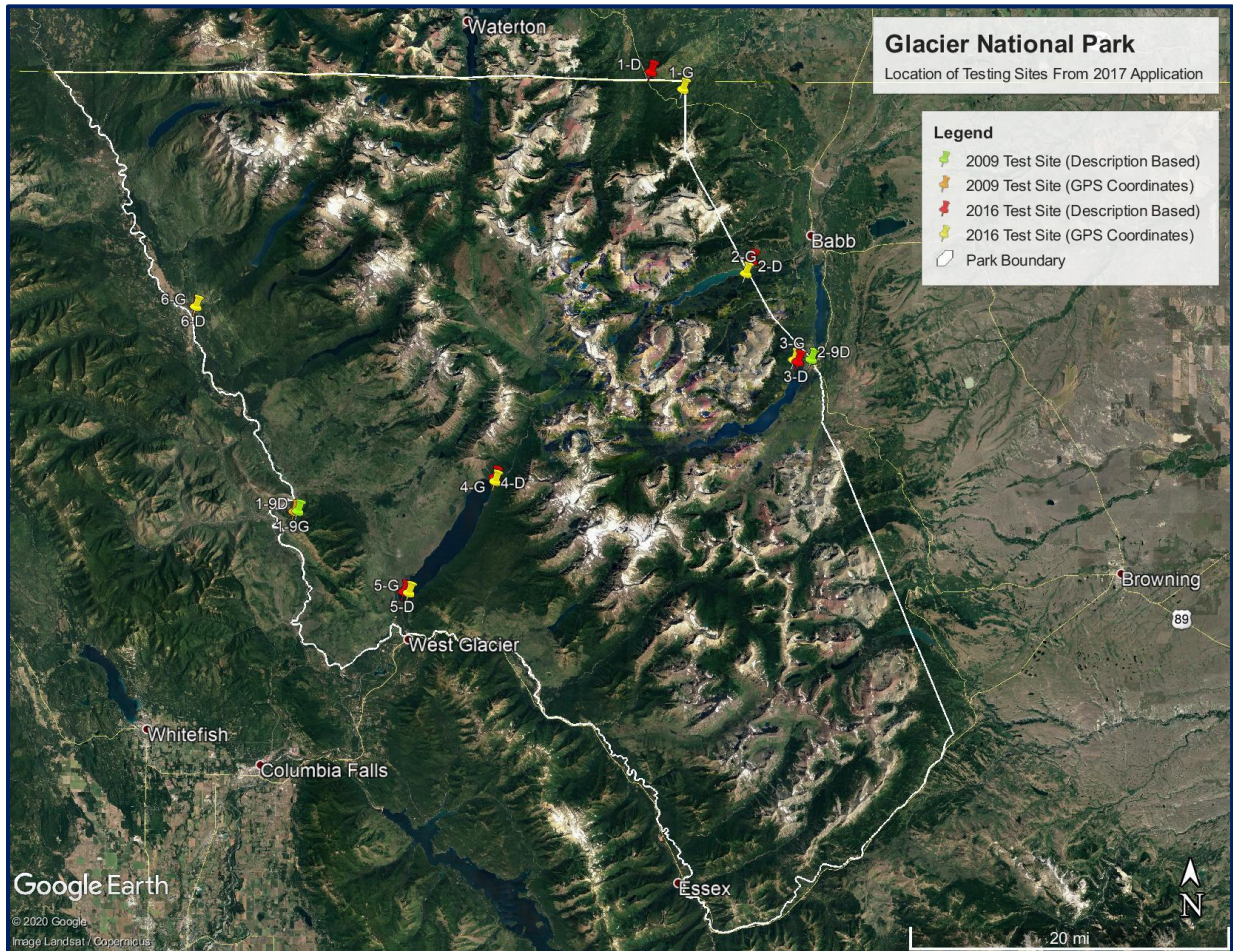 Waterton
Glacier National Park
Location of Testing Sites From 2017 Application
1-D
1-G
Legend
2009 Test Site (Description Based)
2009 Test Site (GPS Coordinates)
2016 Test Site (Description Based)
2016 Test Site (GPS Coordinates)
Park Boundary
Babb
2-G
2-D
6-G
6-D
3-G
2-9D
3-D
4-G
4-D
1-9D
1-9G
5-G
5-D
Browning
89
West Glacier
Whitefish
Columbia Falls
Essex
Google Earth
© 2020 Google
Image Landsat / Copernicus
N
20 mi